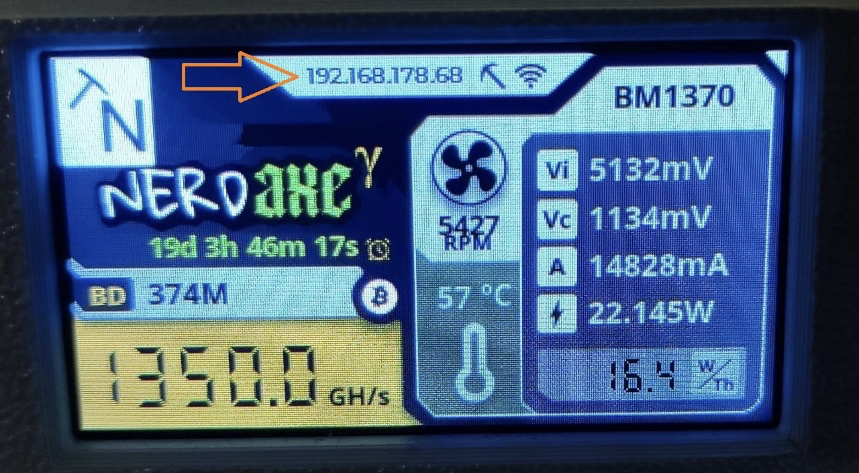 192.168.178.68
N
BM1370
NERDAXE γ
19d 3h 46m 17s
BD 374M
1350.0 GH/s
5427
RPM
57 °C
Vi 5132mV
Vc 1134mV
A 14828mA
22.145W
16.4 W/Th